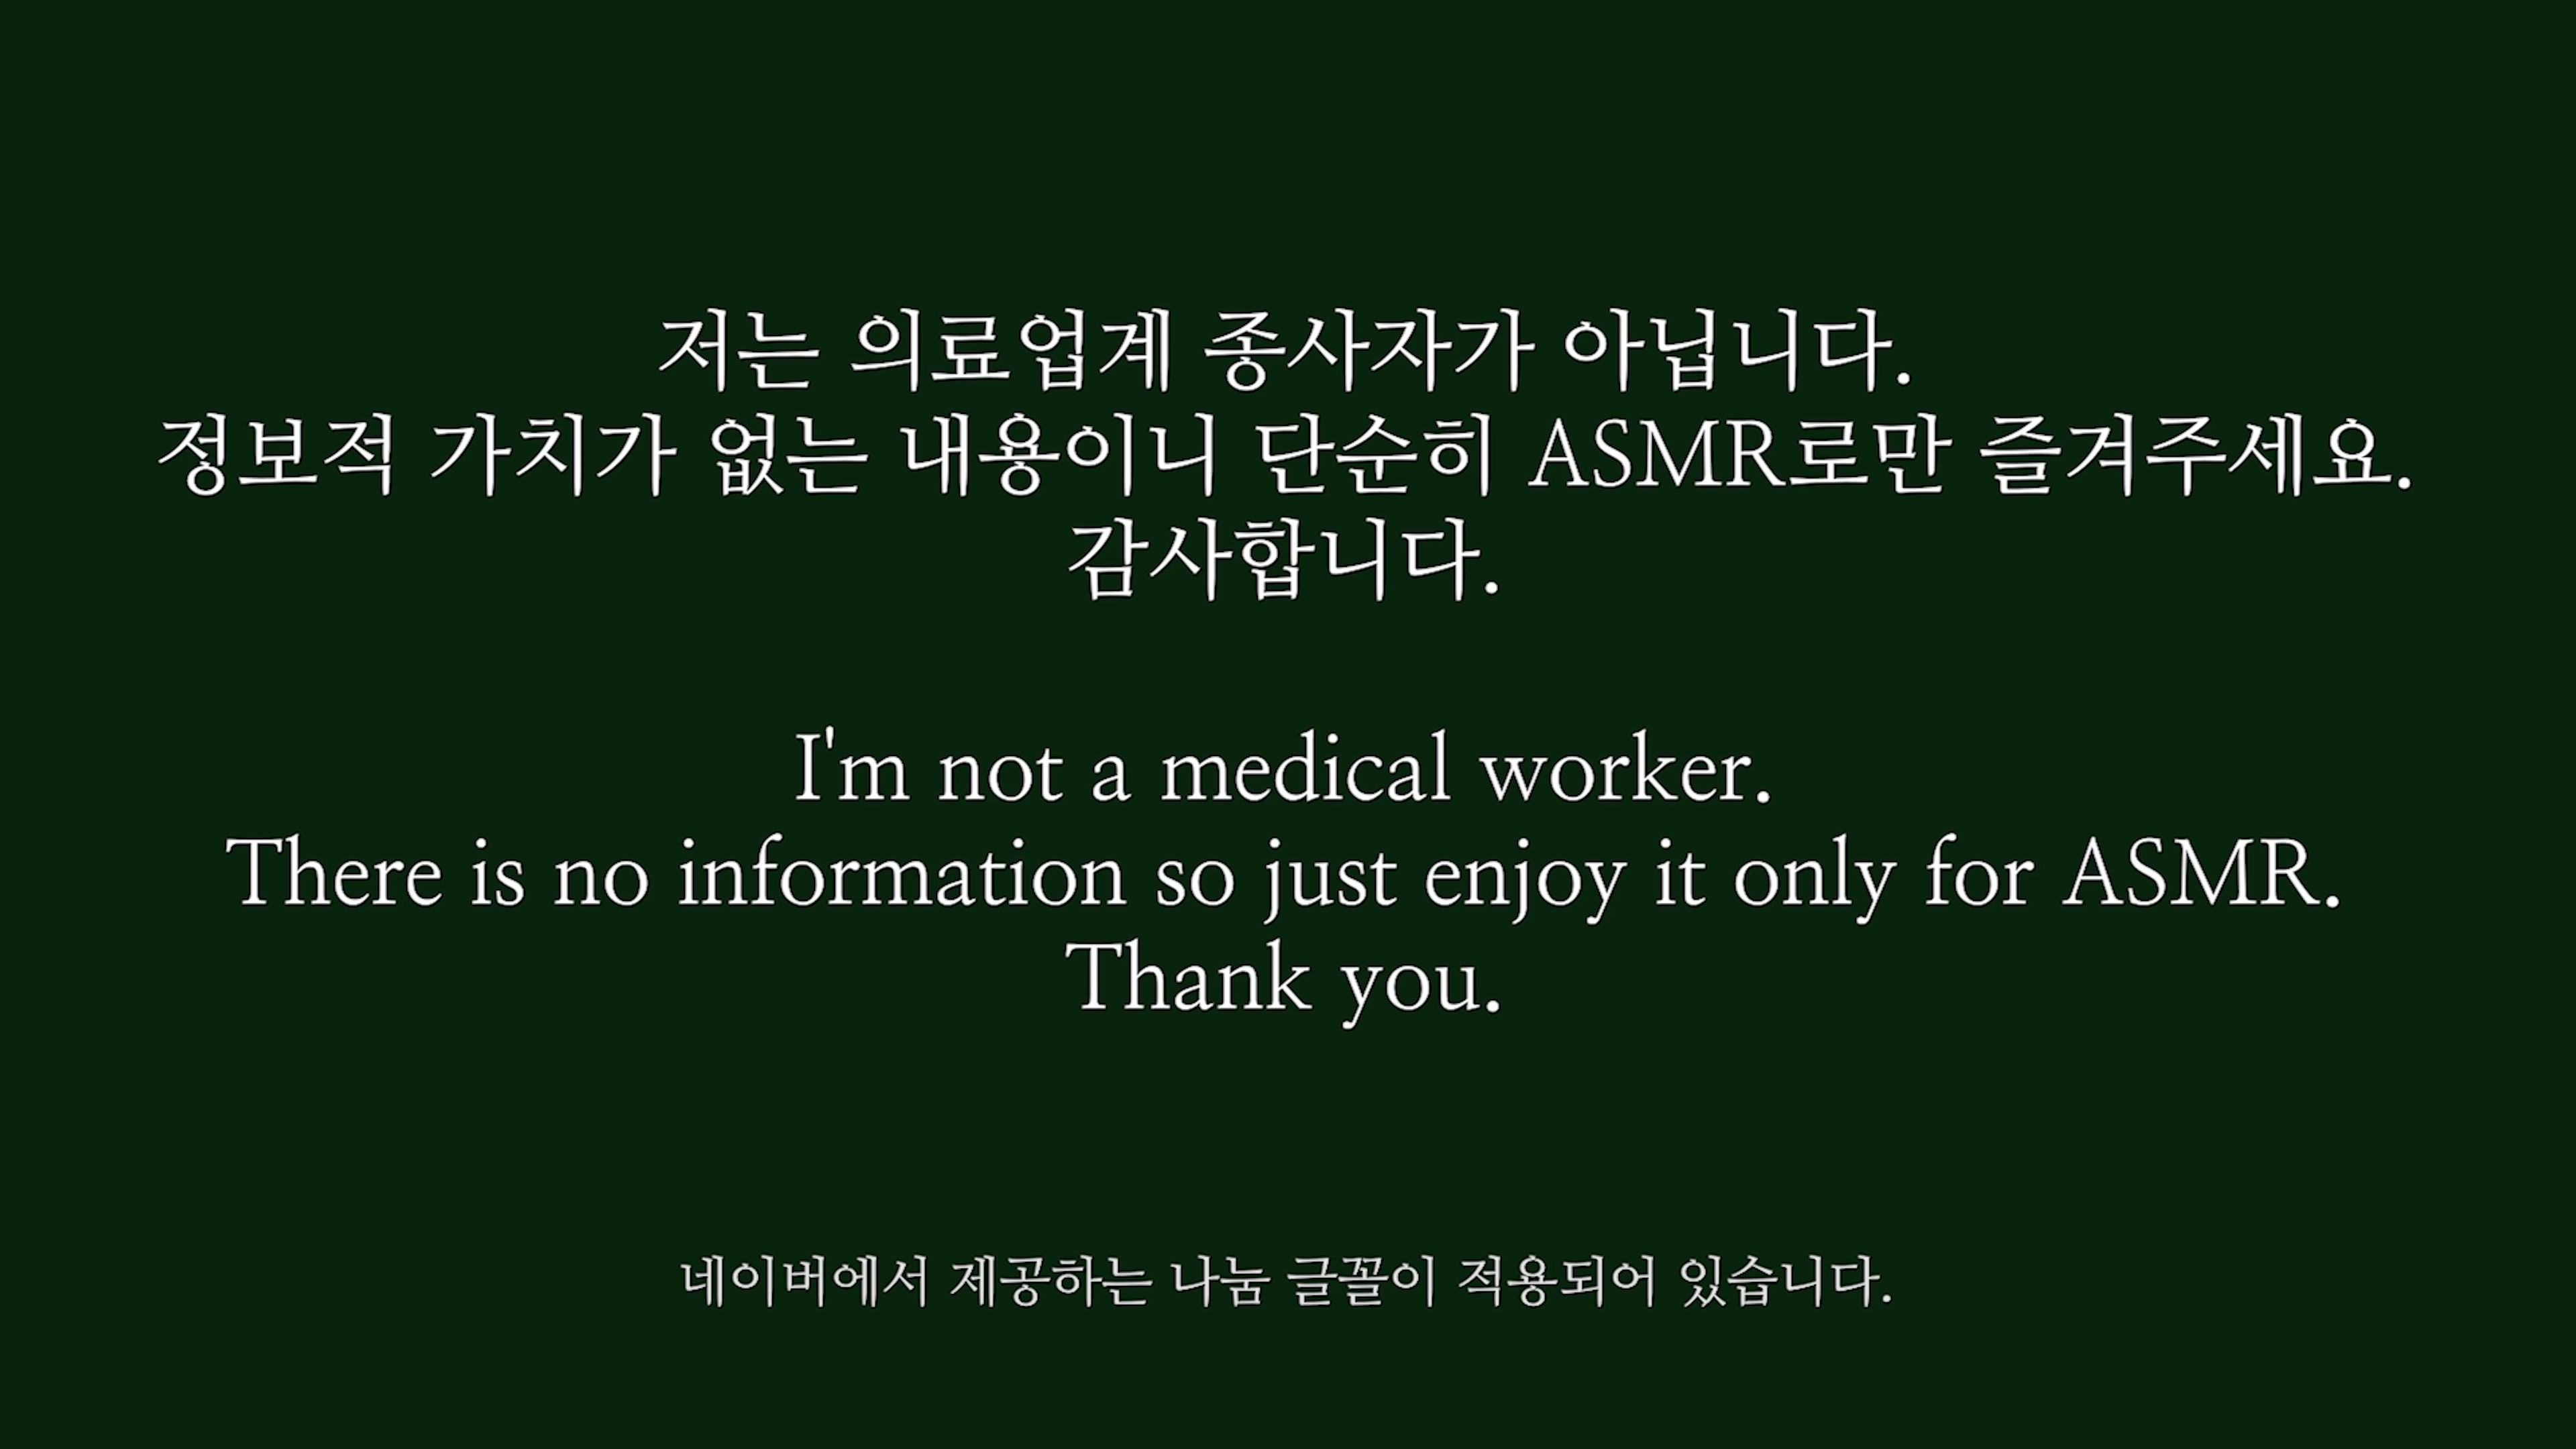 저는 의료업계 종사자가 아닙니다.
정보적 가치가 없는 내용이니 단순히 ASMR로만 즐겨주세요.
감사합니다.
I'm not a medical worker.
There is no information so just enjoy it only for ASMR.
Thank you.
네이버에서 제공하는 나눔 글꼴이 적용되어 있습니다.